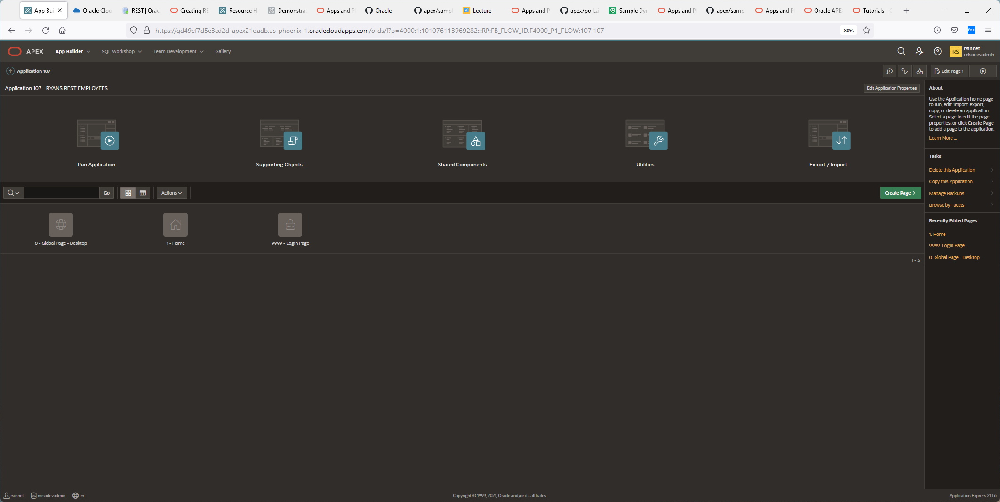 App Bui
Oracle Clou
REST | Orac
Creating RE
Resource H
Demonstrat
Apps and P
Oracle
apex/samp
Lecture
Apps and P
apex/poll.zi
Sample Dyn
Apps and P
apex/samp
Apps and P
Oracle APE
Tutorials - O
https://gd49ef7d5e3cd2d-apex21c.adb.us-phoenix-1.oraclecloudapps.com/ords/f?p=4000:1:101076113969282:::RP:FB_FLOW_ID,F4000_P1_FLOW:107,107
80%
fos
APEX
App Builder
SQL Workshop
Team Development
Gallery
RS
rsinnet
misodevadmin
Application 107
Edit Page 1
Application 107 - RYANS REST EMPLOYEES
Edit Application Properties
Run Application
Supporting Objects
Shared Components
Utilities
Export / Import
Go
Actions
Create Page
0 - Global Page - Desktop
1 - Home
9999 - Login Page
1 - 3
About
Use the Application home page
to run, edit, import, export,
copy, or delete an application.
Select a page to edit the page
properties, or click Create Page
to add a page to the application.
Learn More ...
Tasks
Delete this Application
Copy this Application
Manage Backups
Browse by Facets
Recently Edited Pages
1. Home
9999. Login Page
0. Global Page - Desktop
rsinnet
misodevadmin
en
Copyright © 1999, 2021, Oracle and/or its affiliates.
Application Express 21.1.6